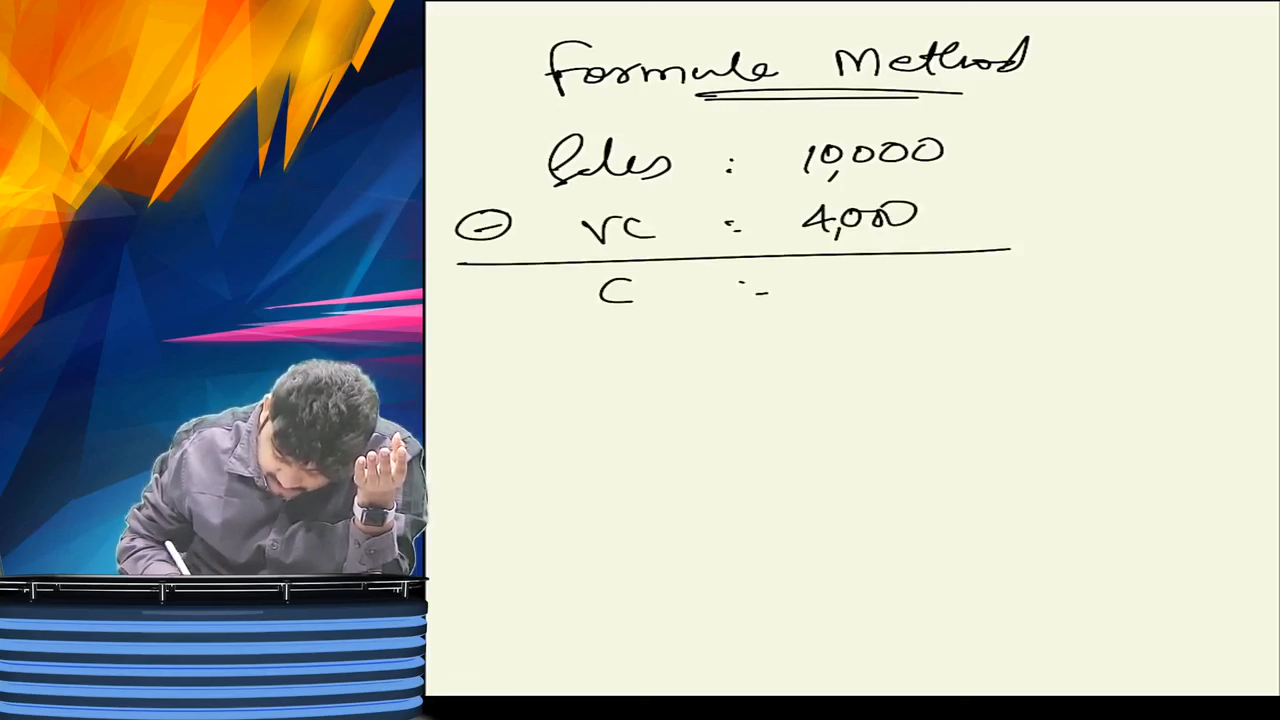 Formula Method
Sales : 10,000
⊖ VC :- 4,000
C :-